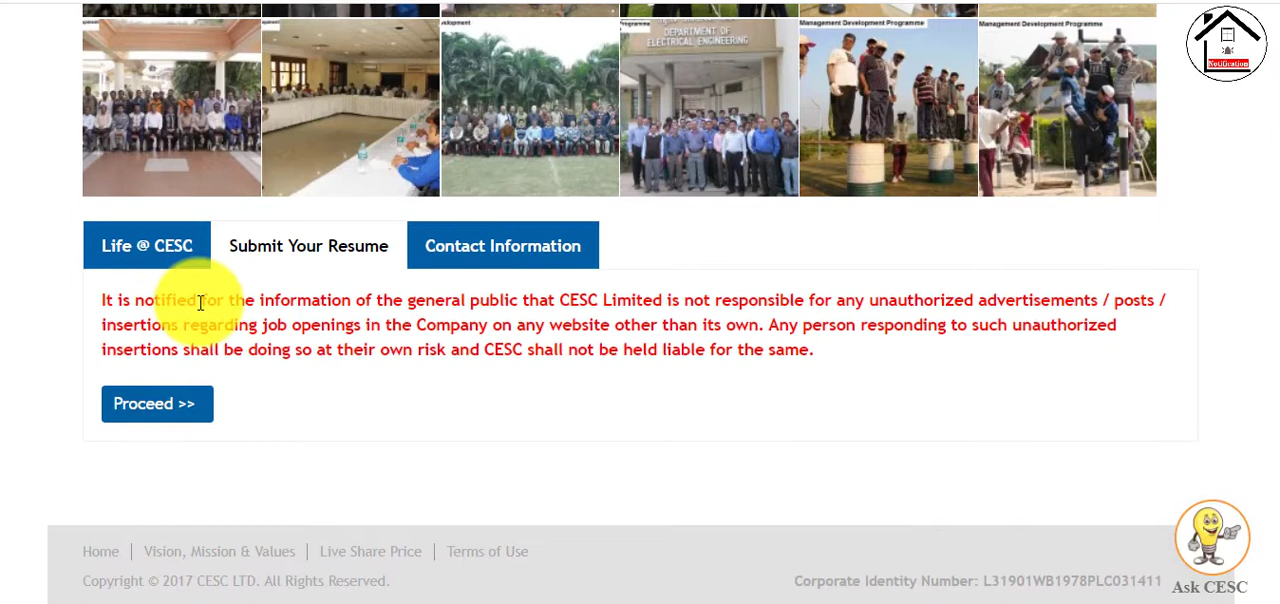 Development
Management Development Programme
Management Development Programme
DEPARTMENT OF
ELECTRICAL ENGINEERING
Notification
Life @ CESC
Submit Your Resume
Contact Information
It is notified for the information of the general public that CESC Limited is not responsible for any unauthorized advertisements / posts /
insertions regarding job openings in the Company on any website other than its own. Any person responding to such unauthorized
insertions shall be doing so at their own risk and CESC shall not be held liable for the same.
Proceed >>
Home | Vision, Mission & Values | Live Share Price | Terms of Use
Copyright © 2017 CESC LTD. All Rights Reserved.
Corporate Identity Number: L31901WB1978PLC031411
Ask CESC